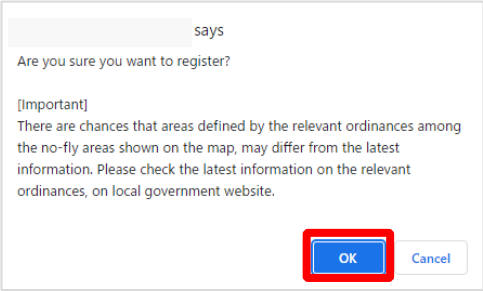 says
Are you sure you want to register?
[Important]
There are chances that areas defined by the relevant ordinances among
the no-fly areas shown on the map, may differ from the latest
information. Please check the latest information on the relevant
ordinances, on local government website.
OK
Cancel